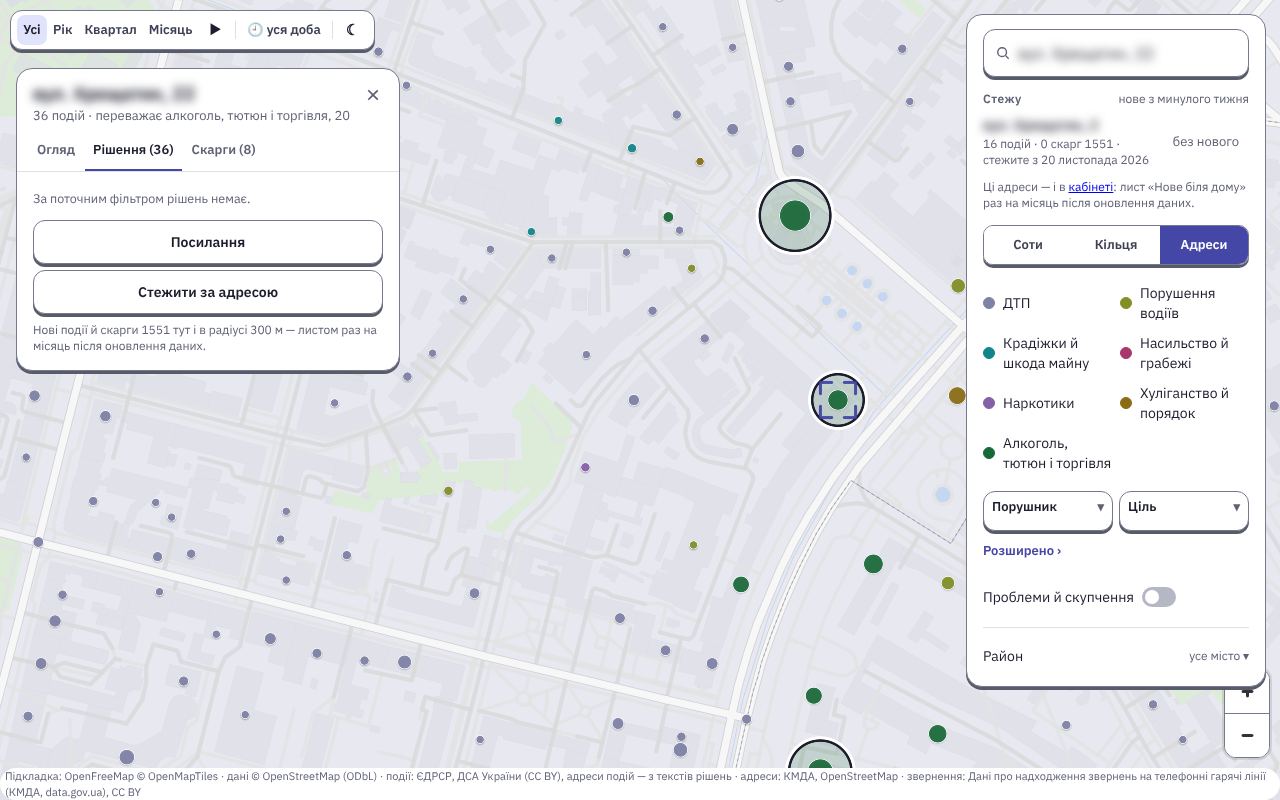 Усі Рік Квартал Місяць ▶ 🕘 уся доба ☾
36 подій · переважає алкоголь, тютюн і торгівля, 20
Огляд Рішення (36) Скарги (8)
За поточним фільтром рішень немає.
Посилання
Стежити за адресою
Нові події й скарги 1551 тут і в радіусі 300 м — листом раз на
місяць після оновлення даних.
Стежу нове з минулого тижня
16 подій · 0 скарг 1551 ·
стежите з 20 листопада 2026
без нового
Ці адреси — і в кабінеті: лист «Нове біля дому»
раз на місяць після оновлення даних.
Соти Кільця Адреси
ДТП
Порушення
водіїв
Крадіжки й
шкода майну
Насильство й
грабежі
Наркотики
Хуліганство й
порядок
Алкоголь,
тютюн і торгівля
Порушник ▾ Ціль ▾
Розширено ›
Проблеми й скупчення
Район усе місто ▾
+
−
Підкладка: OpenFreeMap © OpenMapTiles · дані © OpenStreetMap (ODbL) · події: ЄДРСР, ДСА України (CC BY), адреси подій — з текстів рішень · адреси: КМДА, OpenStreetMap · звернення: Дані про надходження звернень на телефонні гарячі лінії
(КМДА, data.gov.ua), CC BY